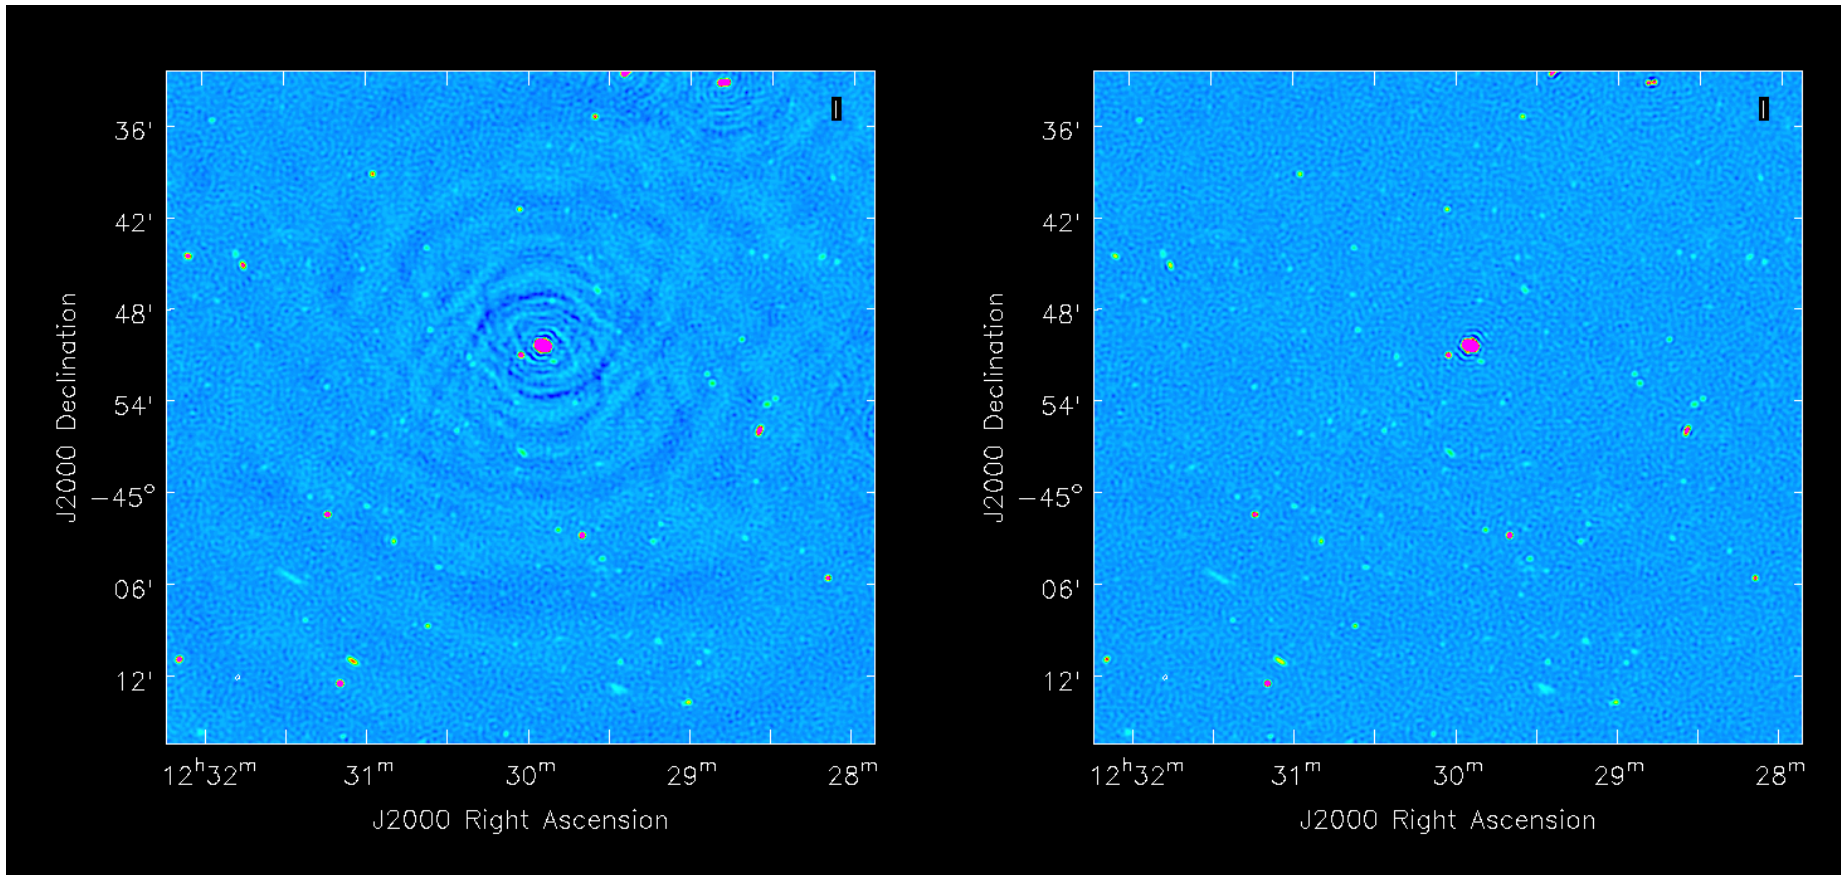 36'
42'
48'
54'
−45°
06'
12'
J2000 Declination
12ʰ32ᵐ 31ᵐ 30ᵐ 29ᵐ 28ᵐ
J2000 Right Ascension
I
36'
42'
48'
54'
−45°
06'
12'
J2000 Declination
12ʰ32ᵐ 31ᵐ 30ᵐ 29ᵐ 28ᵐ
J2000 Right Ascension
I